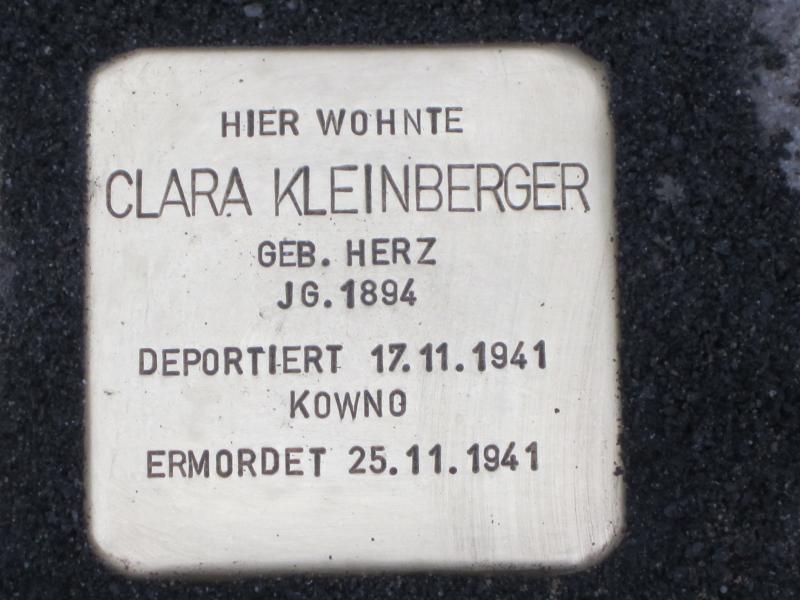 HIER WOHNTE
CLARA KLEINBERGER
GEB. HERZ
JG. 1894
DEPORTIERT 17.11.1941
KOWNO
ERMORDET 25.11.1941